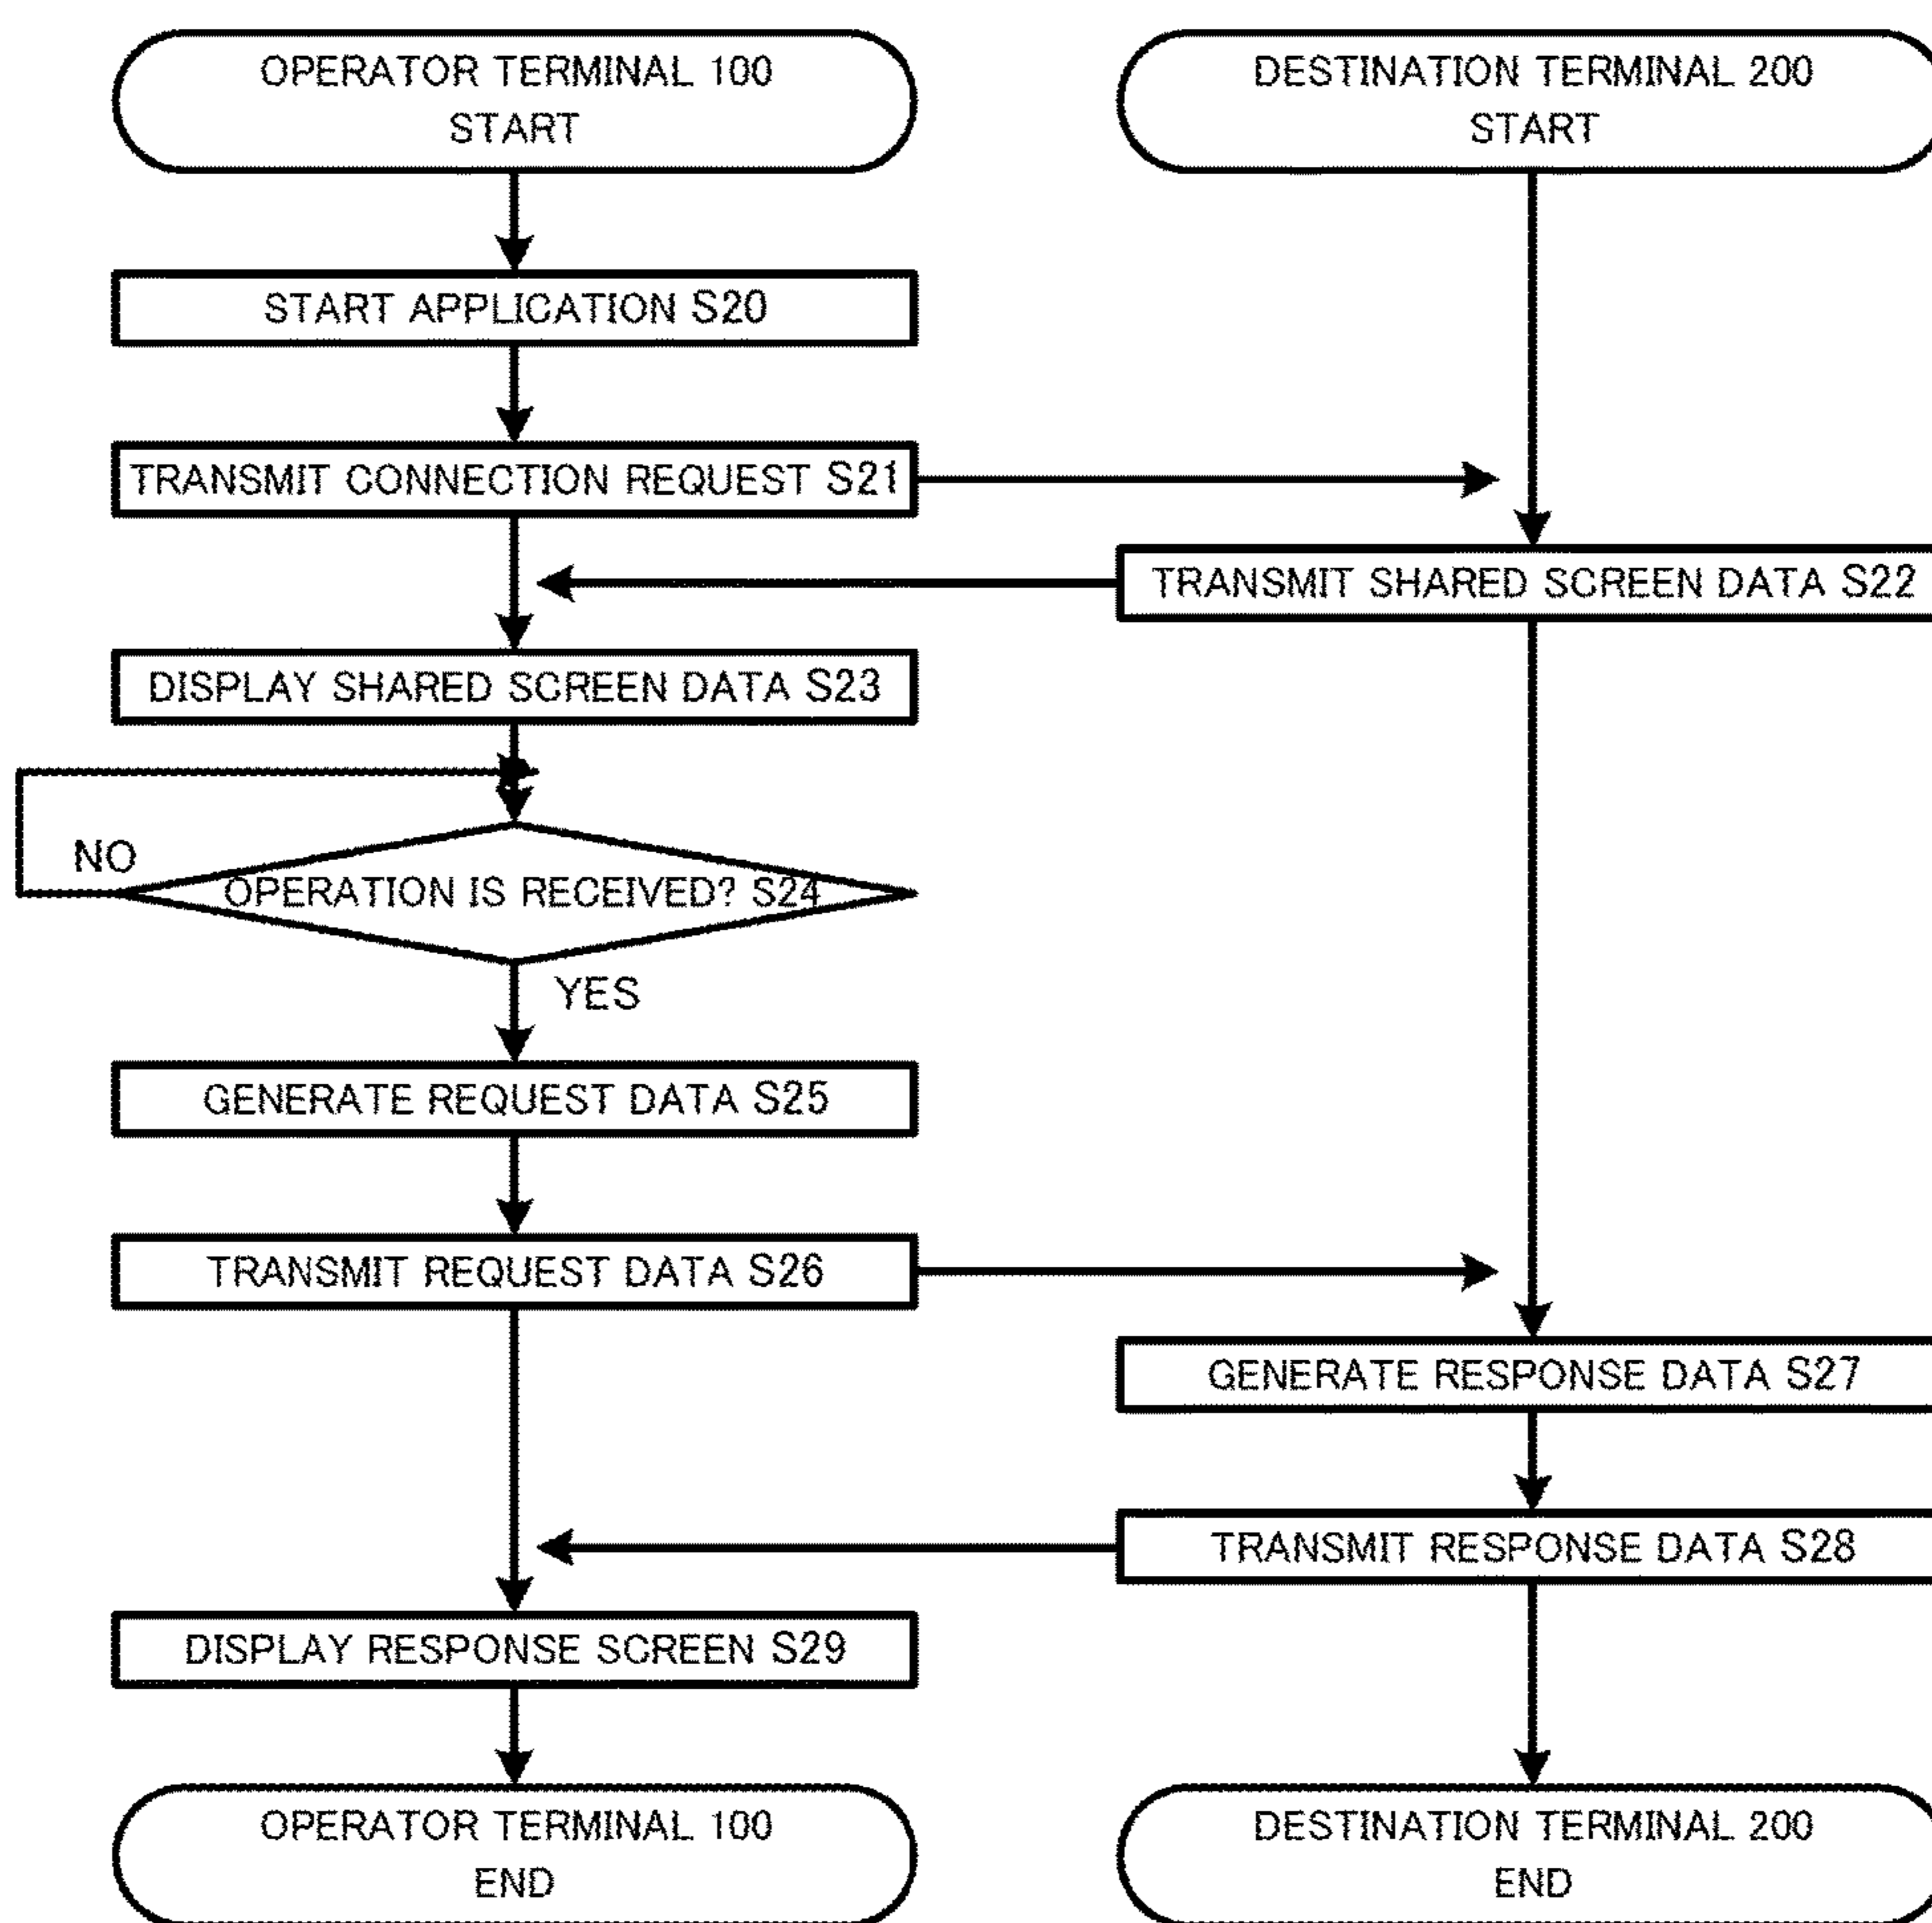 OPERATOR TERMINAL 100
START
DESTINATION TERMINAL 200
START
START APPLICATION S20
TRANSMIT CONNECTION REQUEST S21
TRANSMIT SHARED SCREEN DATA S22
DISPLAY SHARED SCREEN DATA S23
NO
OPERATION IS RECEIVED? S24
YES
GENERATE REQUEST DATA S25
TRANSMIT REQUEST DATA S26
GENERATE RESPONSE DATA S27
TRANSMIT RESPONSE DATA S28
DISPLAY RESPONSE SCREEN S29
OPERATOR TERMINAL 100
END
DESTINATION TERMINAL 200
END